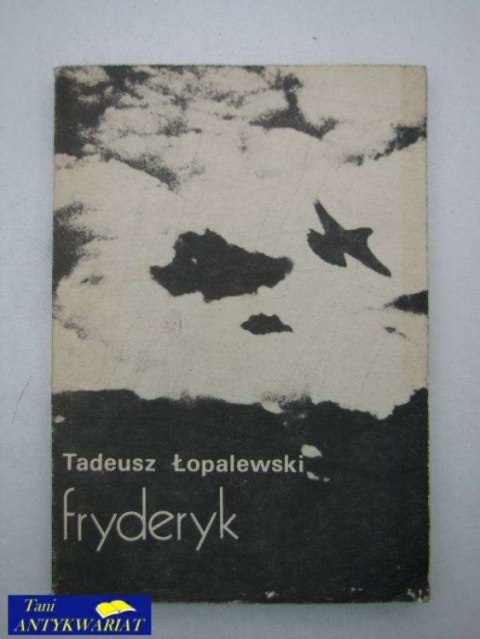 Tadeusz Łopalewski
fryderyk
Tani
ANTYKWARIAT